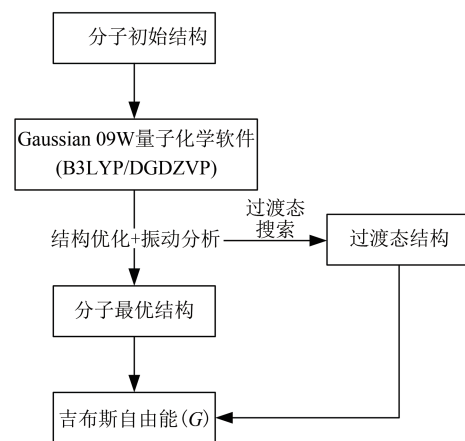 分子初始结构
Gaussian 09W量子化学软件
(B3LYP/DGDZVP)
结构优化+振动分析
过渡态
搜索
过渡态结构
分子最优结构
吉布斯自由能(G)